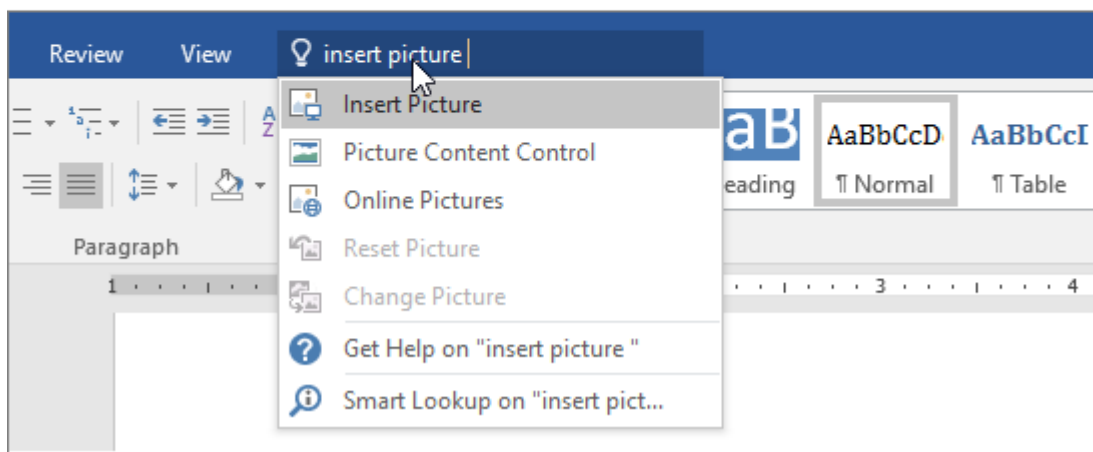 Review View insert picture
Insert Picture
Picture Content Control
Online Pictures
Reset Picture
Change Picture
Get Help on "insert picture "
Smart Lookup on "insert pict...
A
Z
aB AaBbCcD AaBbCcI
eading ¶ Normal ¶ Table
Paragraph
1 3 4